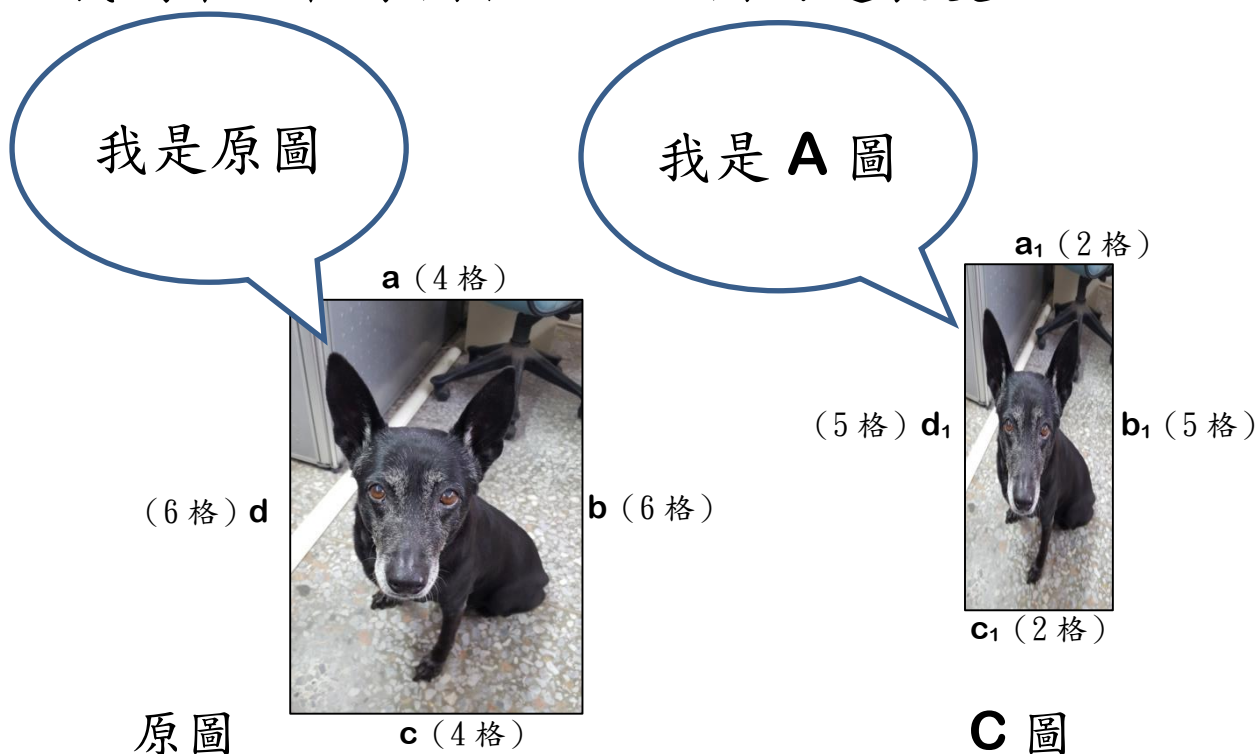 我是原圖
我是 A 圖
a（4 格）
a₁（2 格）
（5 格）d₁
b₁（5 格）
（6 格）d
b（6 格）
c₁（2 格）
c（4 格）
原圖
C 圖